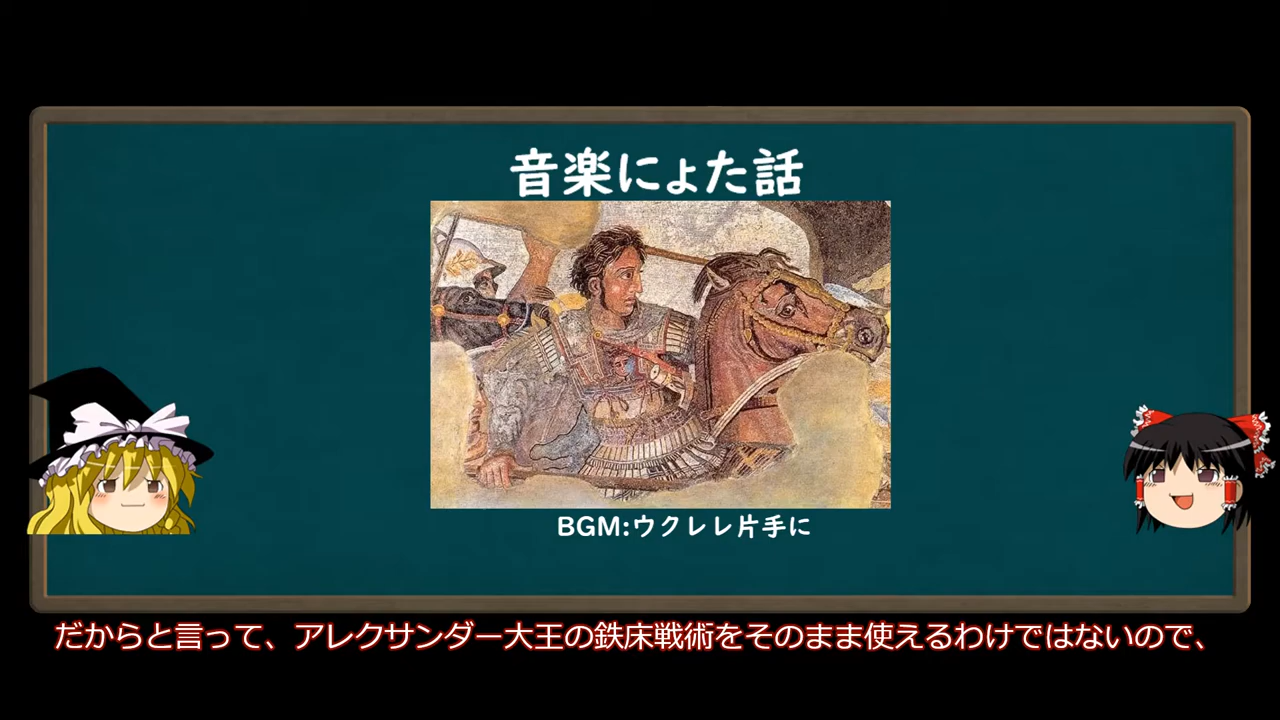 音楽にょた話
BGM:ウクレレ片手に
だからと言って、アレクサンダー大王の鉄床戦術をそのまま使えるわけではないので、